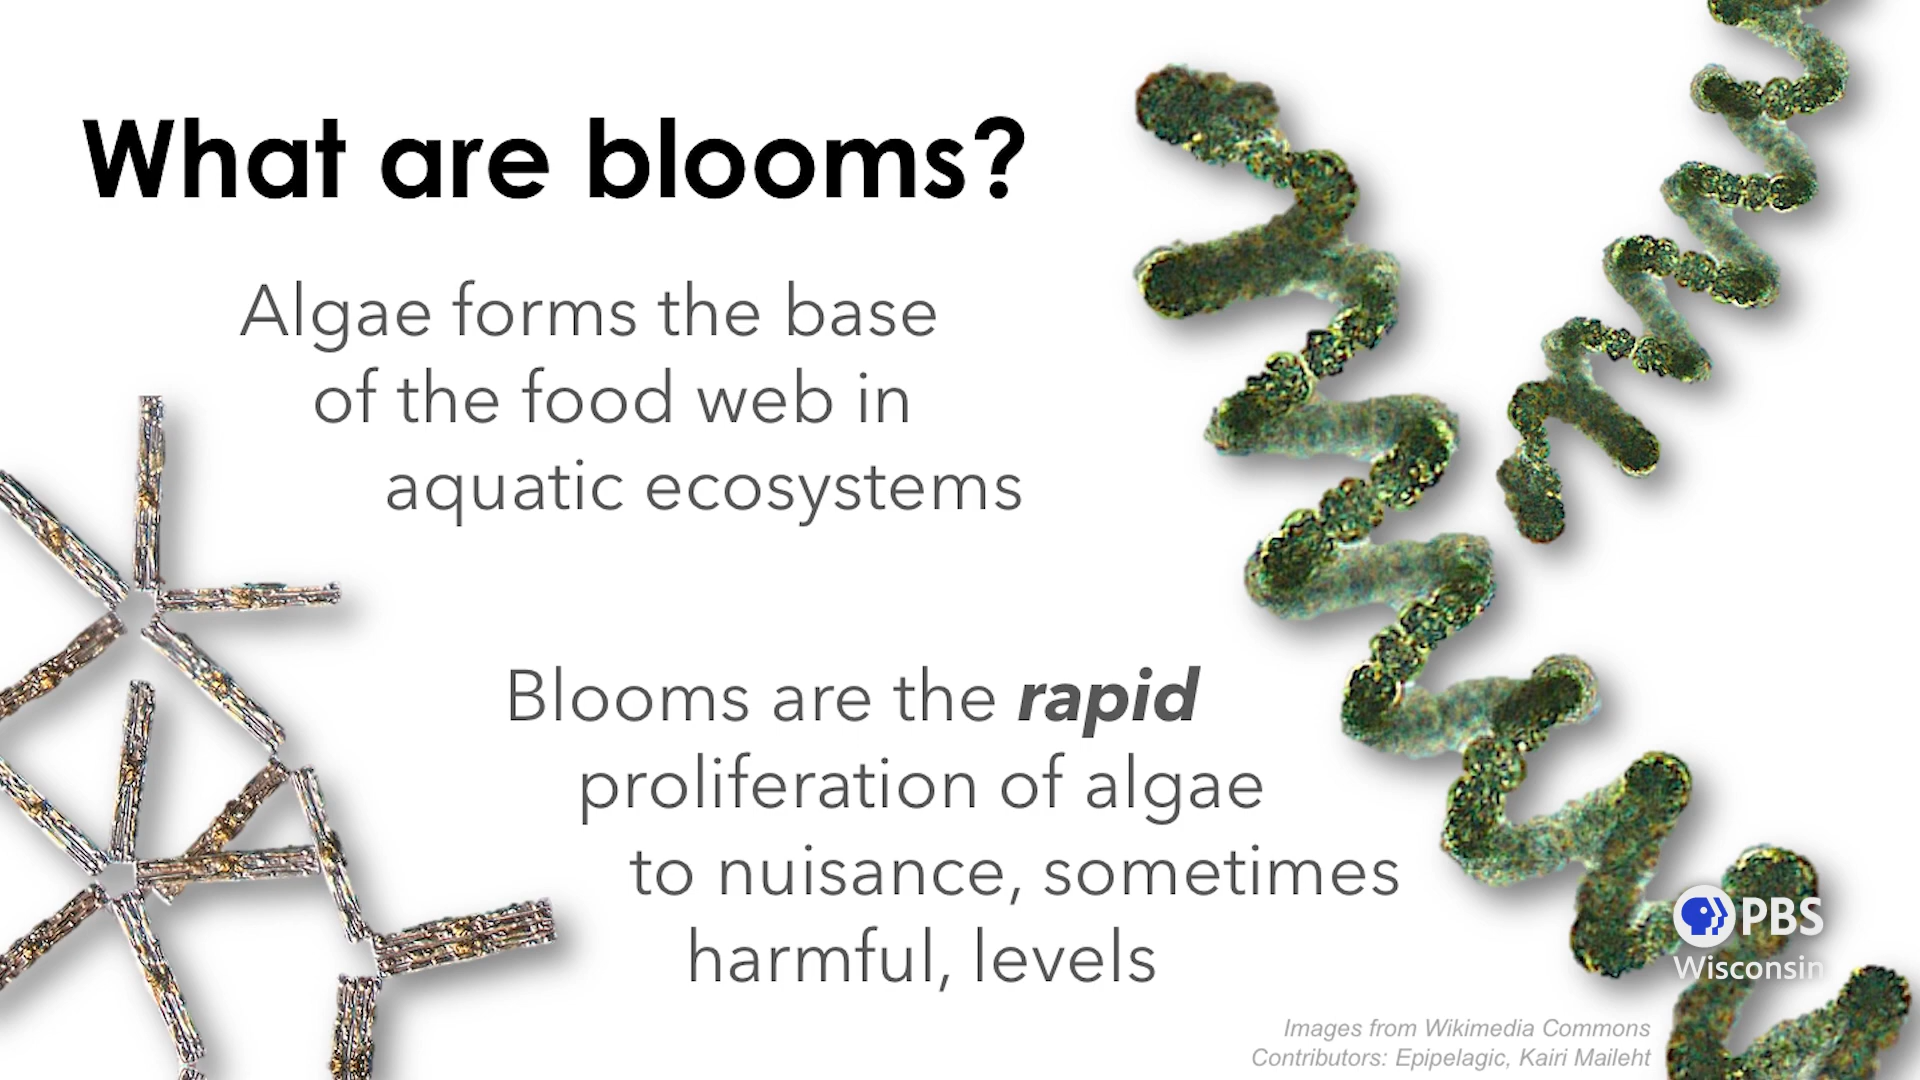 What are blooms?
Algae forms the base
of the food web in
aquatic ecosystems
Blooms are the rapid
proliferation of algae
to nuisance, sometimes
harmful, levels
PBS
Wisconsin
Images from Wikimedia Commons
Contributors: Epipelagic, Kairi Maileht